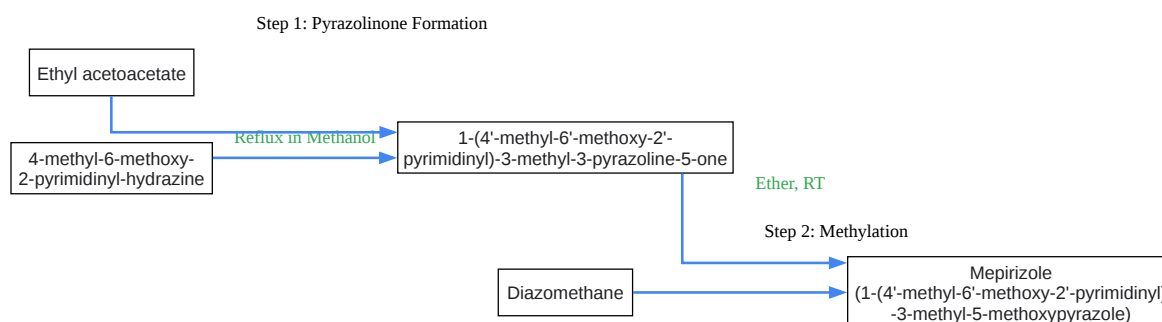 Step 1: Pyrazolinone Formation
Ethyl acetoacetate
Reflux in Methanol
4-methyl-6-methoxy-
2-pyrimidinyl-hydrazine
1-(4'-methyl-6'-methoxy-2'-
pyrimidinyl)-3-methyl-3-pyrazoline-5-one
Ether, RT
Step 2: Methylation
Diazomethane
Mepirizole
(1-(4'-methyl-6'-methoxy-2'-pyrimidinyl)
-3-methyl-5-methoxypyrazole)